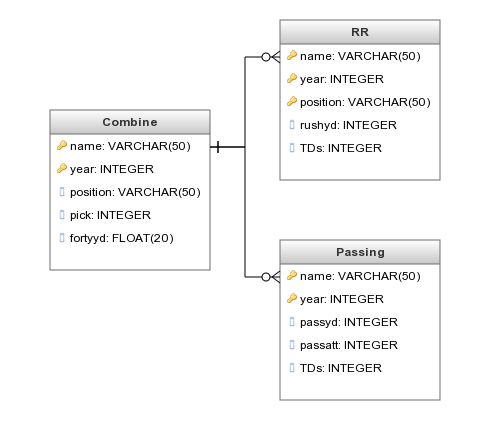 RR
name: VARCHAR(50)
year: INTEGER
position: VARCHAR(50)
rushyd: INTEGER
TDs: INTEGER
Combine
name: VARCHAR(50)
year: INTEGER
position: VARCHAR(50)
pick: INTEGER
fortyyd: FLOAT(20)
Passing
name: VARCHAR(50)
year: INTEGER
passyd: INTEGER
passatt: INTEGER
TDs: INTEGER